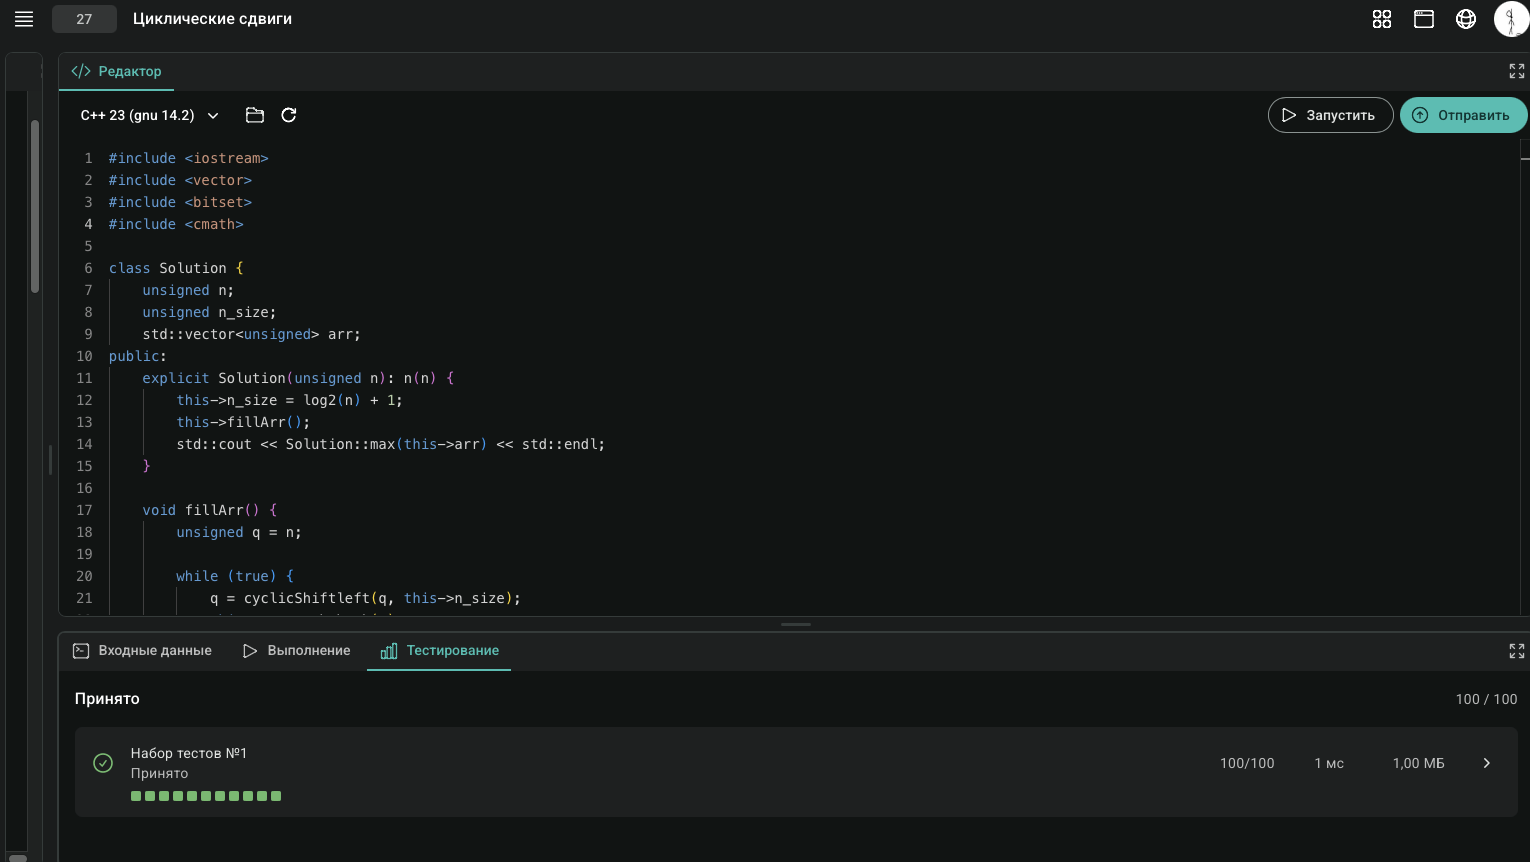 27 Циклические сдвиги
Редактор
C++ 23 (gnu 14.2)
Запустить
Отправить
1 #include <iostream>
2 #include <vector>
3 #include <bitset>
4 #include <cmath>
5
6 class Solution {
7 unsigned n;
8 unsigned n_size;
9 std::vector<unsigned> arr;
10 public:
11 explicit Solution(unsigned n): n(n) {
12 this->n_size = log2(n) + 1;
13 this->fillArr();
14 std::cout << Solution::max(this->arr) << std::endl;
15 }
16
17 void fillArr() {
18 unsigned q = n;
19
20 while (true) {
21 q = cyclicShiftleft(q, this->n_size);
Входные данные Выполнение Тестирование
Принято 100 / 100
Набор тестов №1
Принято
100/100 1 мс 1,00 МБ